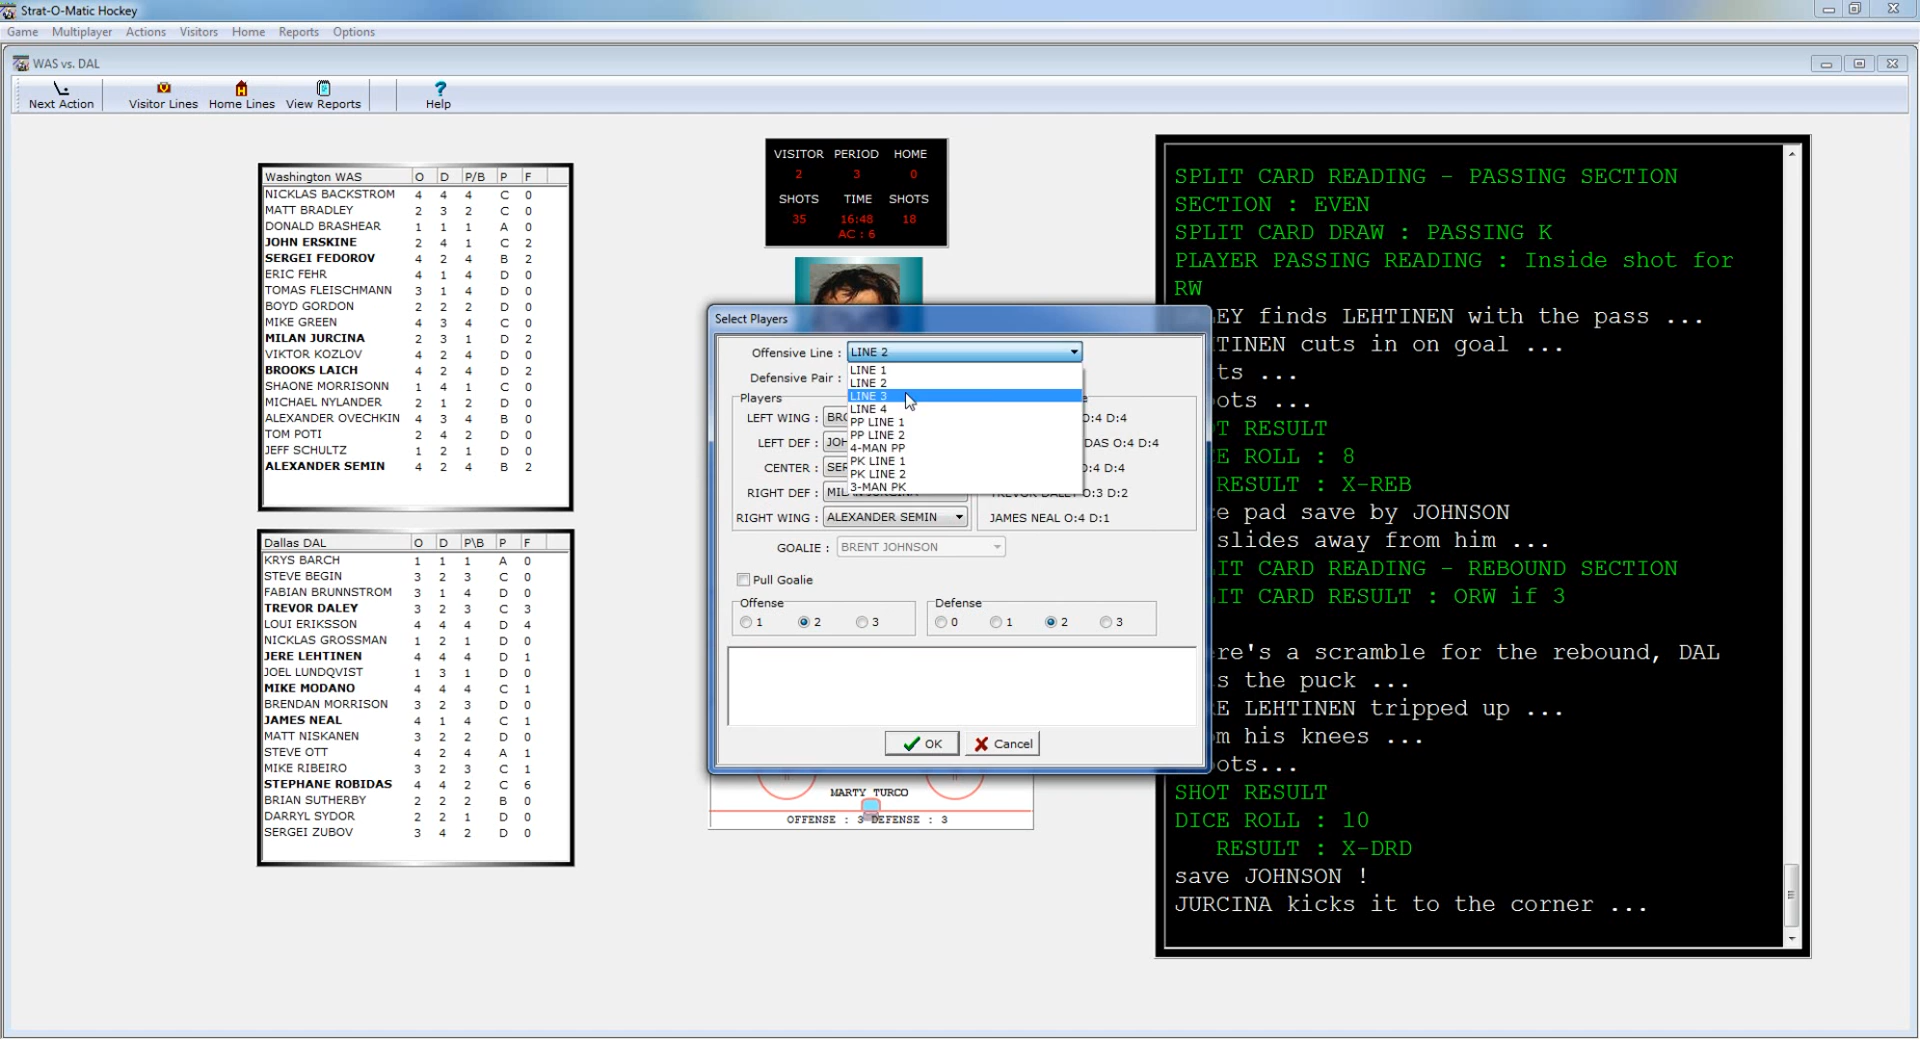 Strat-O-Matic Hockey
Game Multiplayer Actions Visitors Home Reports Options
WAS vs. DAL
Next Action Visitor Lines Home Lines View Reports Help
Washington WAS O D P/B P F
NICKLAS BACKSTROM 4 4 4 C 0
MATT BRADLEY 2 3 2 C 0
DONALD BRASHEAR 1 1 1 A 0
JOHN ERSKINE 2 4 1 C 2
SERGEI FEDOROV 4 2 4 B 2
ERIC FEHR 4 1 4 D 0
TOMAS FLEISCHMANN 3 1 4 D 0
BOYD GORDON 2 2 2 D 0
MIKE GREEN 4 3 4 C 0
MILAN JURCINA 2 3 1 D 2
VIKTOR KOZLOV 4 2 4 D 0
BROOKS LAICH 4 2 4 D 2
SHAONE MORRISONN 1 4 1 C 0
MICHAEL NYLANDER 2 1 2 D 0
ALEXANDER OVECHKIN 4 3 4 B 0
TOM POTI 2 4 2 D 0
JEFF SCHULTZ 1 2 1 D 0
ALEXANDER SEMIN 4 2 4 B 2
Dallas DAL O D P\B P F
KRYS BARCH 1 1 1 A 0
STEVE BEGIN 3 2 3 C 0
FABIAN BRUNNSTROM 3 1 4 D 0
TREVOR DALEY 3 2 3 C 3
LOUI ERIKSSON 4 4 4 D 4
NICKLAS GROSSMAN 1 2 1 D 0
JERE LEHTINEN 4 4 4 D 1
JOEL LUNDQVIST 1 3 1 D 0
MIKE MODANO 4 4 4 C 1
BRENDAN MORRISON 3 2 3 D 0
JAMES NEAL 4 1 4 C 1
MATT NISKANEN 3 2 2 D 0
STEVE OTT 4 2 4 A 1
MIKE RIBEIRO 3 2 3 C 1
STEPHANE ROBIDAS 4 4 2 C 6
BRIAN SUTHERBY 2 2 2 B 0
DARRYL SYDOR 2 2 1 D 0
SERGEI ZUBOV 3 4 2 D 0
VISITOR PERIOD HOME
2 3 0
SHOTS TIME SHOTS
35 16:48 18
AC : 6
Select Players
Offensive Line : LINE 2
LINE 1
LINE 2
LINE 3
LINE 4
PP LINE 1
PP LINE 2
4-MAN PP
PK LINE 1
PK LINE 2
3-MAN PK
Defensive Pair :
Players
LEFT WING : BRO O:4 D:4
LEFT DEF : JOH DAS O:4 D:4
CENTER : SER O:4 D:4
RIGHT DEF : MILAN JURCINA TREVOR DALEY O:3 D:2
RIGHT WING : ALEXANDER SEMIN JAMES NEAL O:4 D:1
GOALIE : BRENT JOHNSON
Pull Goalie
Offense Defense
1 2 3 0 1 2 3
OK Cancel
MARTY TURCO
OFFENSE : 3 DEFENSE : 3
SPLIT CARD READING - PASSING SECTION
SECTION : EVEN
SPLIT CARD DRAW : PASSING K
PLAYER PASSING READING : Inside shot for
RW
EY finds LEHTINEN with the pass ...
TINEN cuts in on goal ...
ts ...
ots ...
T RESULT
E ROLL : 8
RESULT : X-REB
e pad save by JOHNSON
slides away from him ...
IT CARD READING - REBOUND SECTION
IT CARD RESULT : ORW if 3
re's a scramble for the rebound, DAL
s the puck ...
E LEHTINEN tripped up ...
m his knees ...
ots...
SHOT RESULT
DICE ROLL : 10
RESULT : X-DRD
save JOHNSON !
JURCINA kicks it to the corner ...